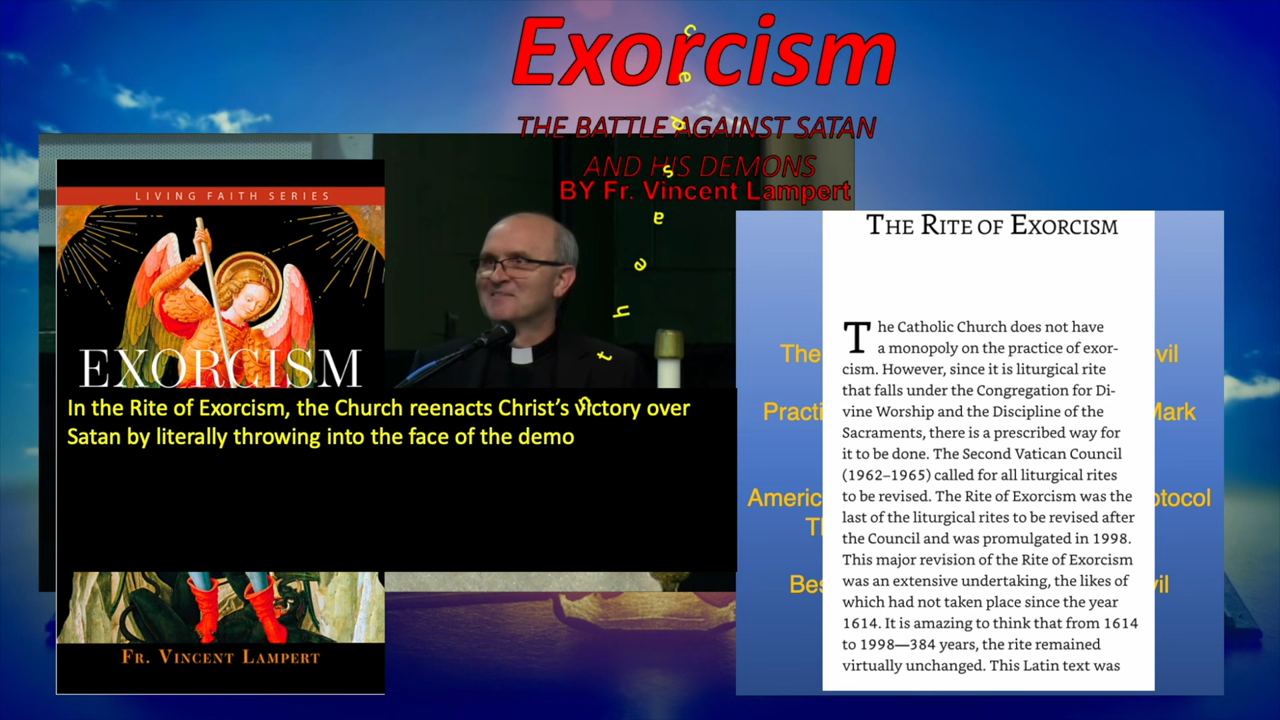 Exorcism
THE BATTLE AGAINST SATAN
AND HIS DEMONS
BY Fr. Vincent Lampert
LIVING FAITH SERIES
EXORCISM
In the Rite of Exorcism, the Church reenacts Christ's victory over
Satan by literally throwing into the face of the demo
n t h e a s p e c
FR. VINCENT LAMPERT
THE RITE OF EXORCISM
The Catholic Church does not have
a monopoly on the practice of exor-
cism. However, since it is liturgical rite
that falls under the Congregation for Di-
vine Worship and the Discipline of the
Sacraments, there is a prescribed way for
it to be done. The Second Vatican Council
(1962–1965) called for all liturgical rites
to be revised. The Rite of Exorcism was the
last of the liturgical rites to be revised after
the Council and was promulgated in 1998.
This major revision of the Rite of Exorcism
was an extensive undertaking, the likes of
which had not taken place since the year
1614. It is amazing to think that from 1614
to 1998—384 years, the rite remained
virtually unchanged. This Latin text was